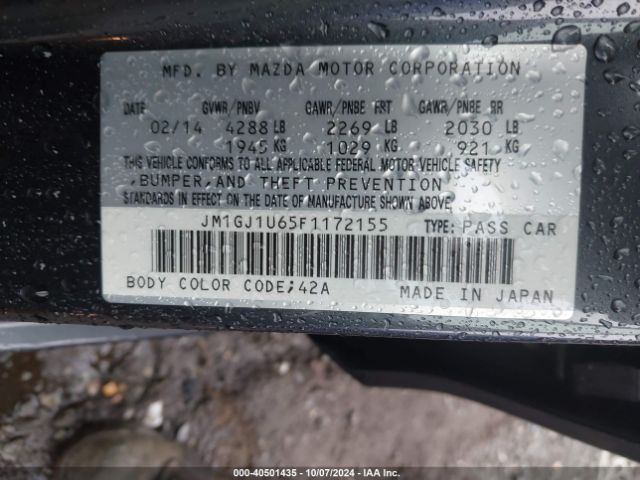 MFD. BY MAZDA MOTOR CORPORATION
DATE GVWR/PNBV GAWR/PNBE FRT GAWR/PNBE RR
02/14 4288 LB 2269 LB 2030 LB
1945 KG 1029 KG 921 KG
THIS VEHICLE CONFORMS TO ALL APPLICABLE FEDERAL MOTOR VEHICLE SAFETY
,BUMPER,AND THEFT PREVENTION
STANDARDS IN EFFECT ON THE DATE OF MANUFACTURE SHOWN ABOVE.
JM1GJ1U65F1172155 TYPE: PASS CAR
BODY COLOR CODE;42A MADE IN JAPAN
000-40501435 - 10/07/2024 - IAA Inc.